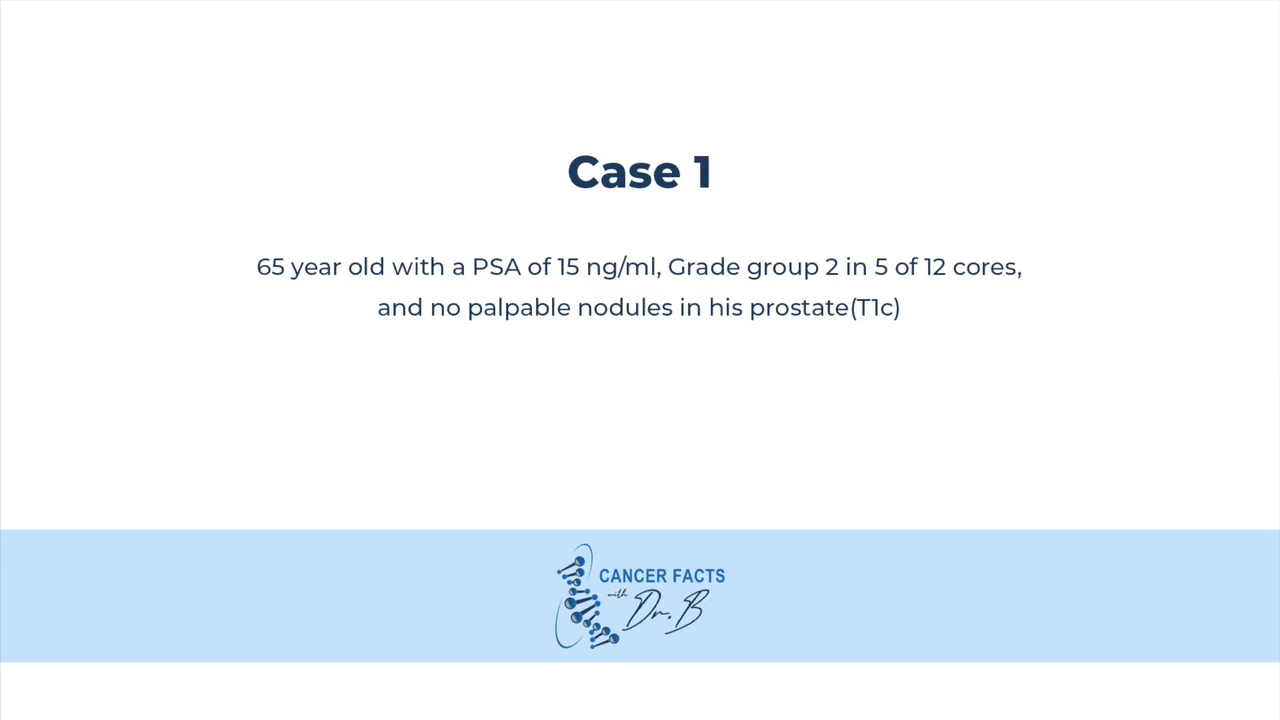 Case 1
65 year old with a PSA of 15 ng/ml, Grade group 2 in 5 of 12 cores,
and no palpable nodules in his prostate(T1c)
CANCER FACTS
with Dr. B